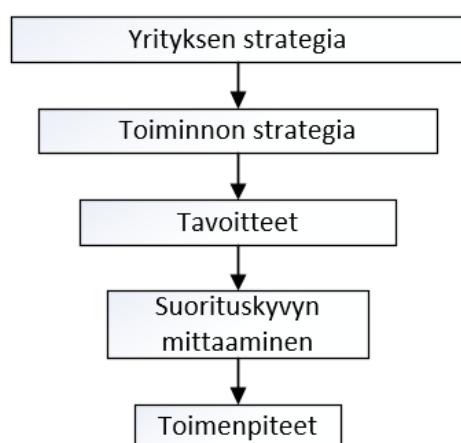 Yrityksen strategia
Toiminnon strategia
Tavoitteet
Suorituskyvyn
mittaaminen
Toimenpiteet